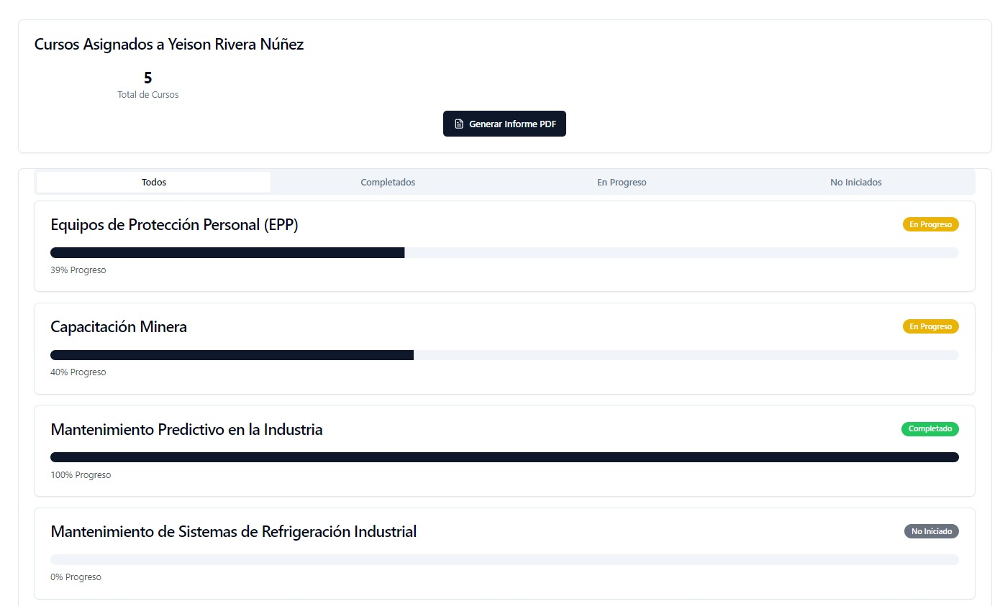 Cursos Asignados a Yeison Rivera Núñez
5
Total de Cursos
Generar Informe PDF
Todos
Completados
En Progreso
No Iniciados
Equipos de Protección Personal (EPP)
En Progreso
39% Progreso
Capacitación Minera
En Progreso
40% Progreso
Mantenimiento Predictivo en la Industria
Completado
100% Progreso
Mantenimiento de Sistemas de Refrigeración Industrial
No Iniciado
0% Progreso